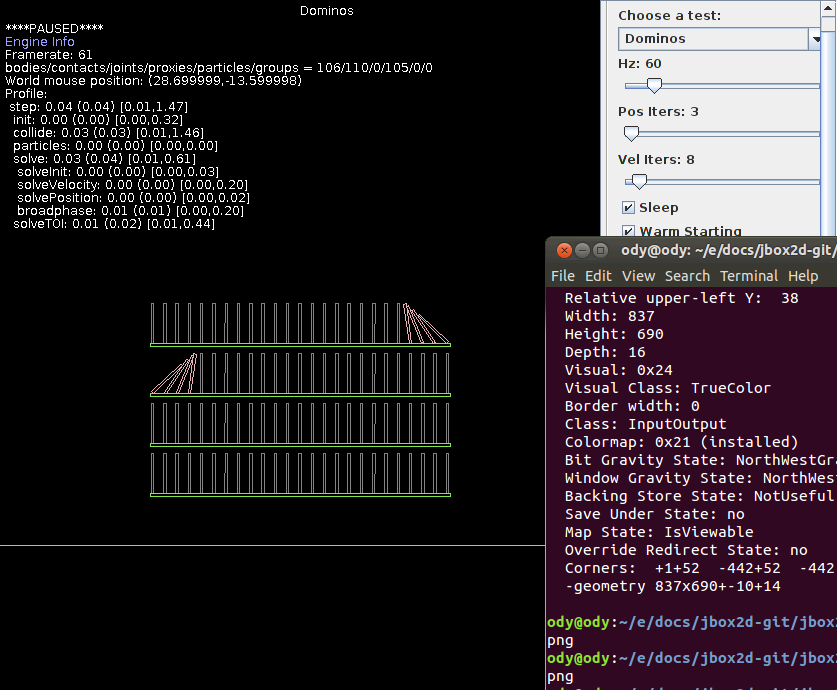 Dominos
****PAUSED****
Engine Info
Framerate: 61
bodies/contacts/joints/proxies/particles/groups = 106/110/0/105/0/0
World mouse position: (28.699999,-13.599998)
Profile:
step: 0.04 (0.04) [0.01,1.47]
init: 0.00 (0.00) [0.00,0.32]
collide: 0.03 (0.03) [0.01,1.46]
particles: 0.00 (0.00) [0.00,0.00]
solve: 0.03 (0.04) [0.01,0.61]
solveInit: 0.00 (0.00) [0.00,0.03]
solveVelocity: 0.00 (0.00) [0.00,0.20]
solvePosition: 0.00 (0.00) [0.00,0.02]
broadphase: 0.01 (0.01) [0.00,0.20]
solveTOI: 0.01 (0.02) [0.01,0.44]
Choose a test:
Dominos
Hz: 60
Pos Iters: 3
Vel Iters: 8
Sleep
Warm Starting
ody@ody: ~/e/docs/jbox2d-git/
File Edit View Search Terminal Help
Relative upper-left Y: 38
Width: 837
Height: 690
Depth: 16
Visual: 0x24
Visual Class: TrueColor
Border width: 0
Class: InputOutput
Colormap: 0x21 (installed)
Bit Gravity State: NorthWestGra
Window Gravity State: NorthWest
Backing Store State: NotUseful
Save Under State: no
Map State: IsViewable
Override Redirect State: no
Corners: +1+52 -442+52 -442
-geometry 837x690+-10+14
ody@ody:~/e/docs/jbox2d-git/jbox2
png
ody@ody:~/e/docs/jbox2d-git/jbox2
png